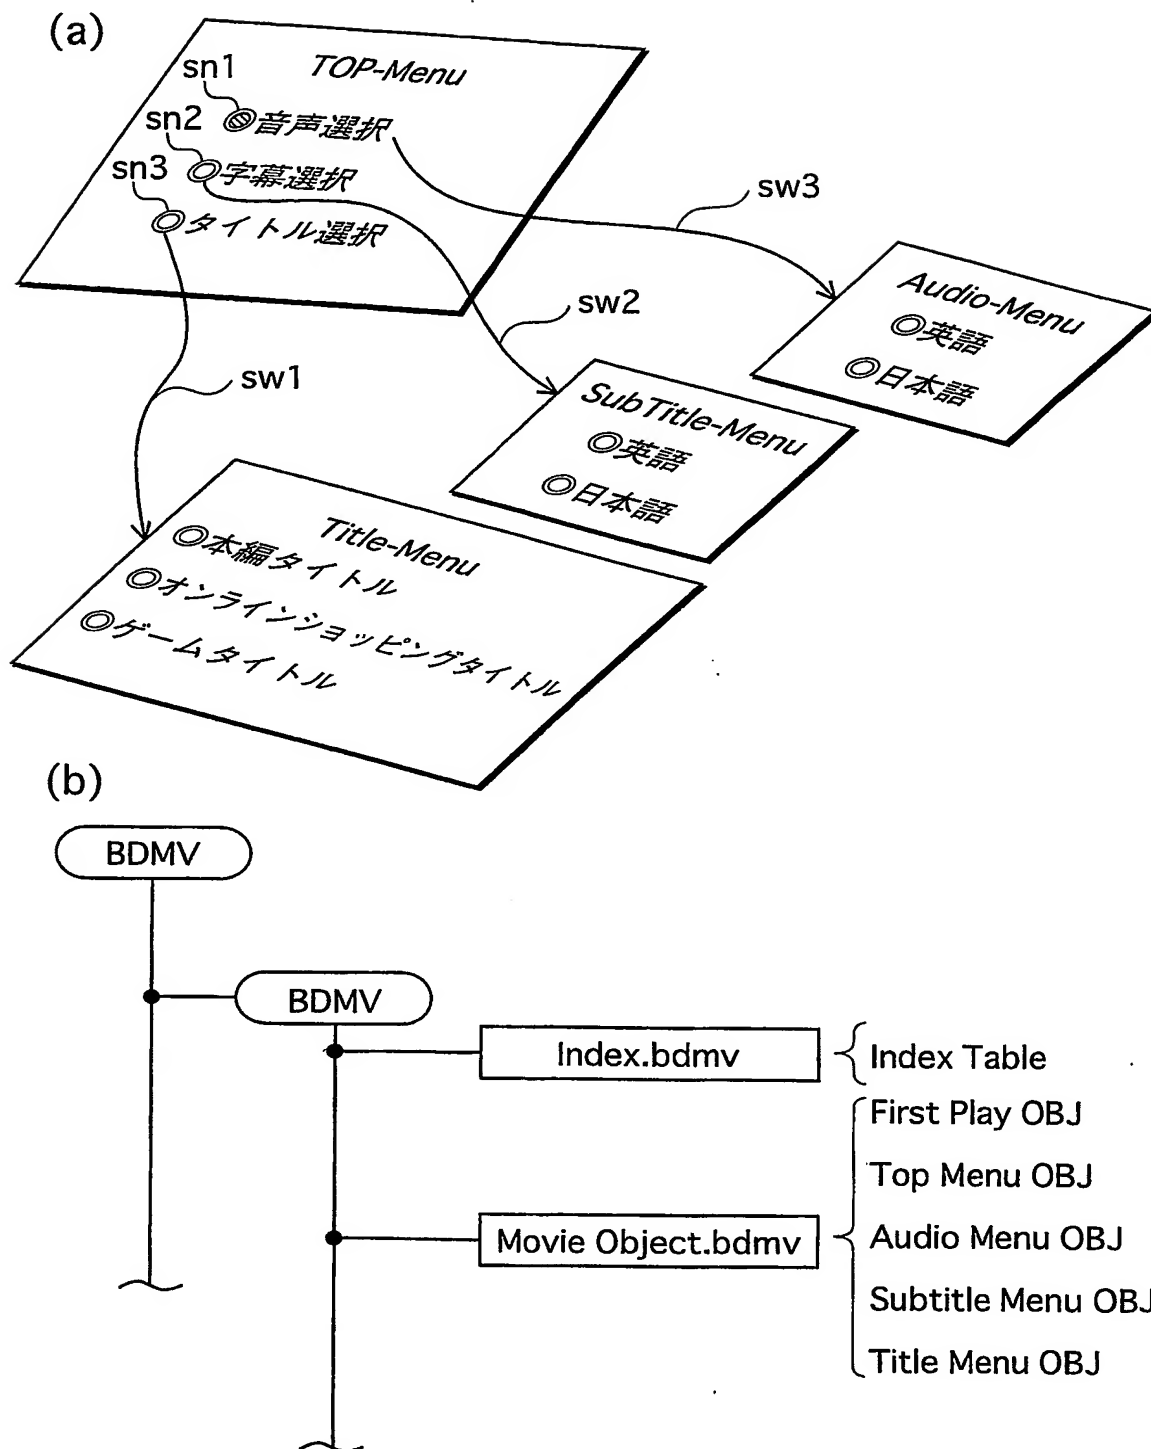 (a)
TOP-Menu
sn1
音声選択
sn2
字幕選択
sn3
タイトル選択
sw3
Audio-Menu
英語
日本語
sw2
SubTitle-Menu
英語
日本語
sw1
Title-Menu
本編タイトル
オンラインショッピングタイトル
ゲームタイトル
(b)
BDMV
BDMV
Index.bdmv
Index Table
Movie Object.bdmv
First Play OBJ
Top Menu OBJ
Audio Menu OBJ
Subtitle Menu OBJ
Title Menu OBJ